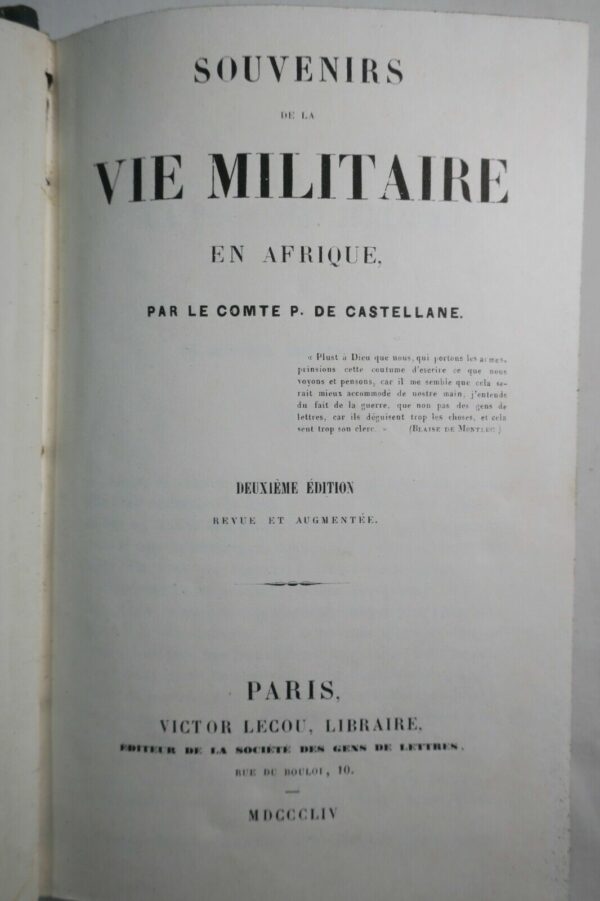 SOUVENIRS
DE LA
VIE MILITAIRE
EN AFRIQUE,
PAR LE COMTE P. DE CASTELLANE.
« Plust à Dieu que nous, qui portons les armes,
prinsions cette coutume d'escrire ce que nous
voyons et pensons, car il me semble que cela se-
rait mieux accommodé de nostre main; j'entends
du fait de la guerre, que non pas des gens de
lettres, car ils déguisent trop les choses, et cela
sent trop son clerc. » (BLAISE DE MONTLUC)
DEUXIÈME ÉDITION
REVUE ET AUGMENTÉE.
PARIS,
VICTOR LECOU, LIBRAIRE,
ÉDITEUR DE LA SOCIÉTÉ DES GENS DE LETTRES,
RUE DU BOULOI, 10.
—
MDCCCLIV